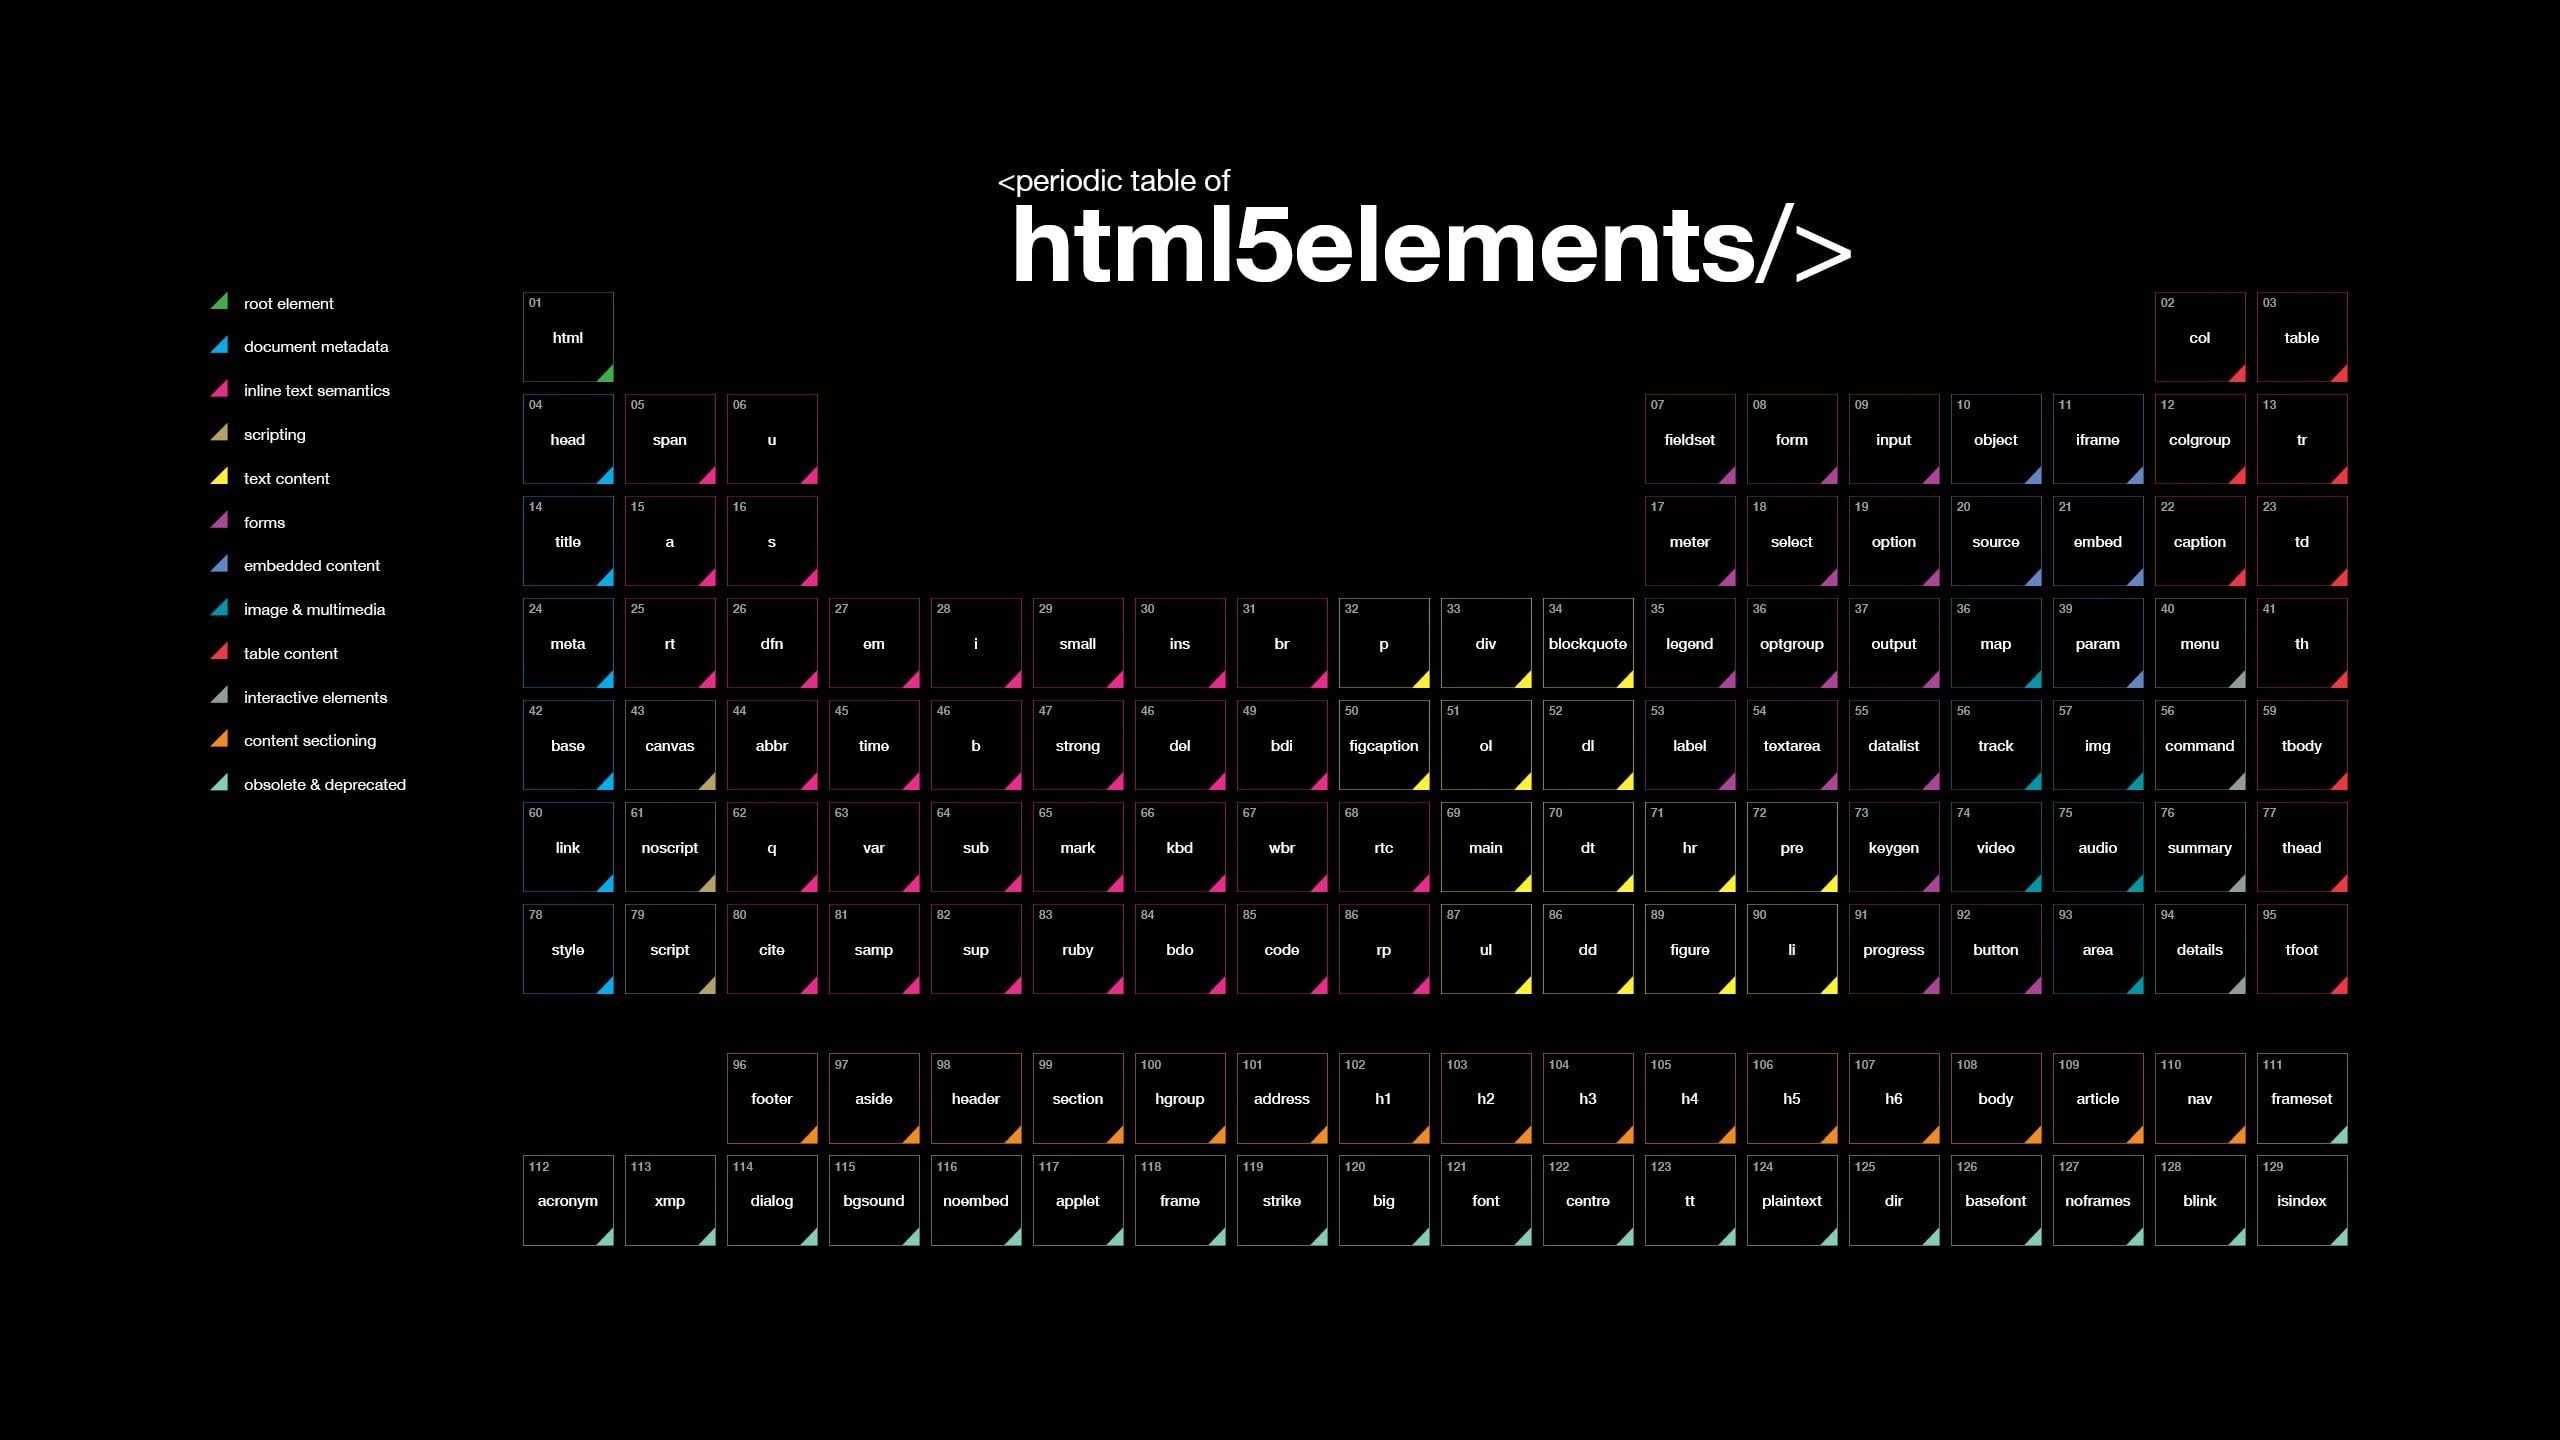 <periodic table of
html5elements/>
root element
document metadata
inline text semantics
scripting
text content
forms
embedded content
image & multimedia
table content
interactive elements
content sectioning
obsolete & deprecated
01 02 03
html col table
04 05 06 07 08 09 10 11 12 13
head span u fieldset form input object iframe colgroup tr
14 15 16 17 18 19 20 21 22 23
title a s meter select option source embed caption td
24 25 26 27 28 29 30 31 32 33 34 35 36 37 36 39 40 41
meta rt dfn em i small ins br p div blockquote legend optgroup output map param menu th
42 43 44 45 46 47 46 49 50 51 52 53 54 55 56 57 56 59
base canvas abbr time b strong del bdi figcaption ol dl label textarea datalist track img command tbody
60 61 62 63 64 65 66 67 68 69 70 71 72 73 74 75 76 77
link noscript q var sub mark kbd wbr rtc main dt hr pre keygen video audio summary thead
78 79 80 81 82 83 84 85 86 87 86 89 90 91 92 93 94 95
style script cite samp sup ruby bdo code rp ul dd figure li progress button area details tfoot
96 97 98 99 100 101 102 103 104 105 106 107 108 109 110 111
footer aside header section hgroup address h1 h2 h3 h4 h5 h6 body article nav frameset
112 113 114 115 116 117 118 119 120 121 122 123 124 125 126 127 128 129
acronym xmp dialog bgsound noembed applet frame strike big font centre tt plaintext dir basefont noframes blink isindex